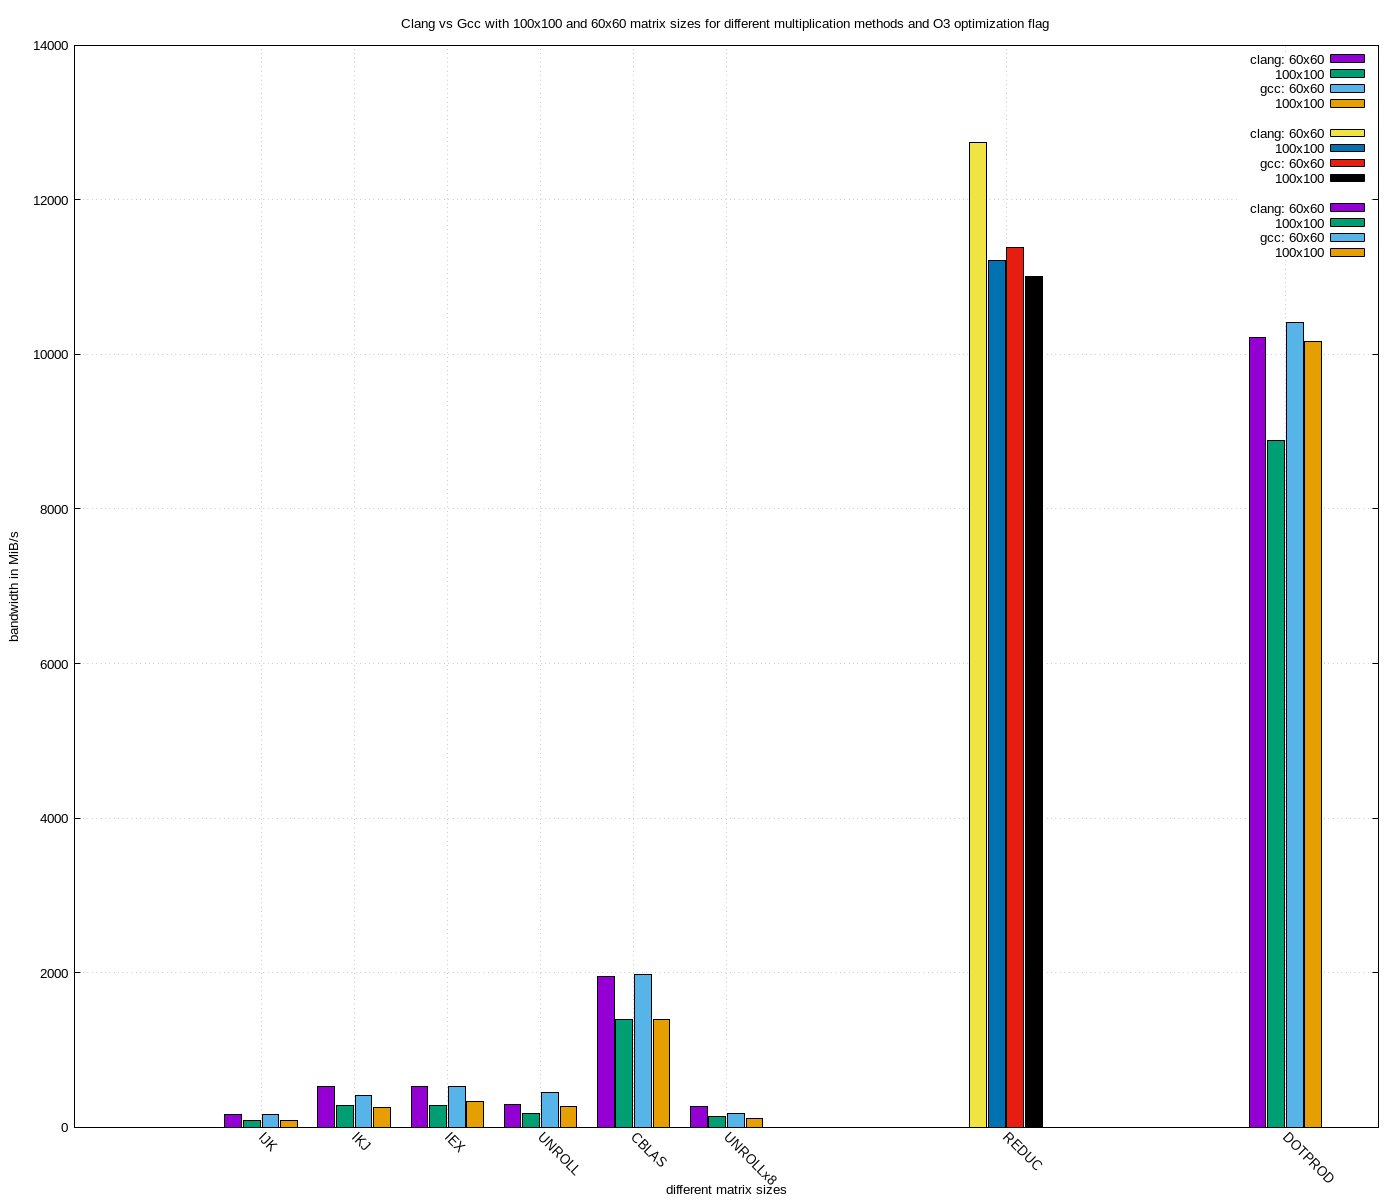 Clang vs Gcc with 100x100 and 60x60 matrix sizes for different multiplication methods and O3 optimization flag
14000
12000
10000
8000
6000
4000
2000
0
bandwidth in MiB/s
clang: 60x60
100x100
gcc: 60x60
100x100
clang: 60x60
100x100
gcc: 60x60
100x100
clang: 60x60
100x100
gcc: 60x60
100x100
IJK
IKJ
IEX
UNROLL
CBLAS
UNROLLx8
REDUC
DOTPROD
different matrix sizes